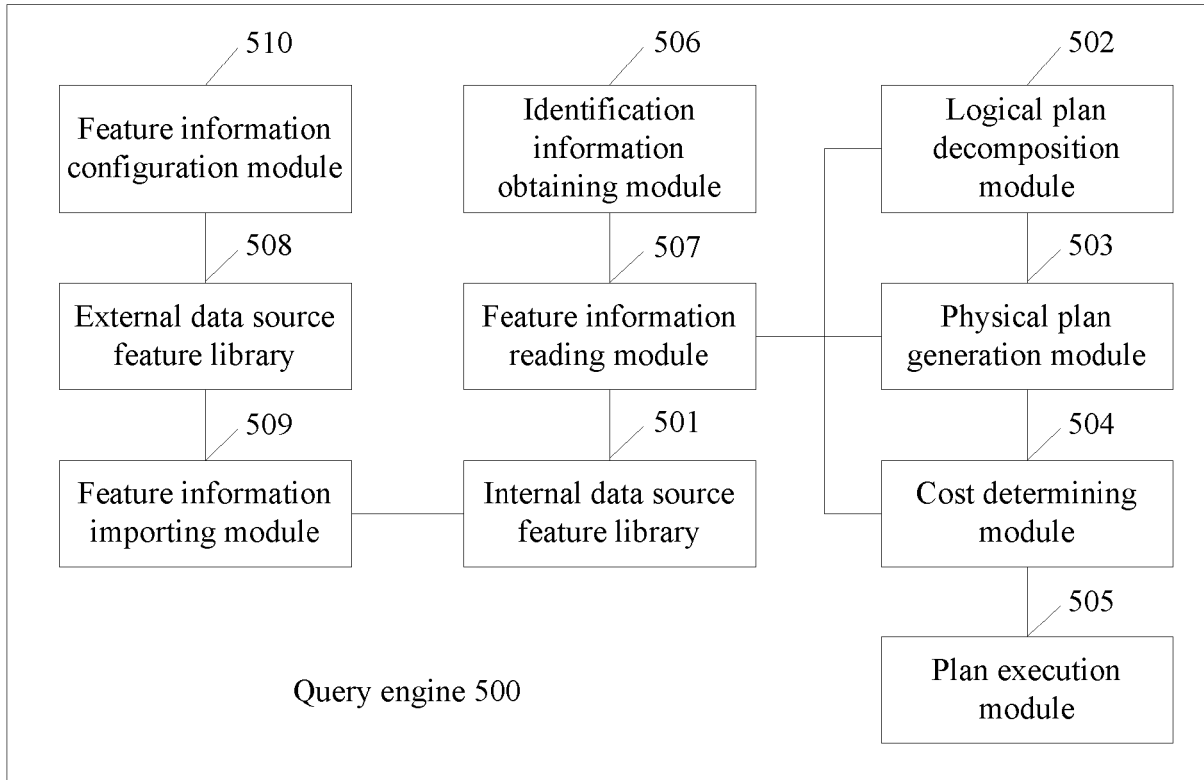 510
506
502
Feature information
configuration module
Identification
information
obtaining module
Logical plan
decomposition
module
508
507
503
External data source
feature library
Feature information
reading module
Physical plan
generation module
509
501
504
Feature information
importing module
Internal data source
feature library
Cost determining
module
505
Plan execution
module
Query engine 500